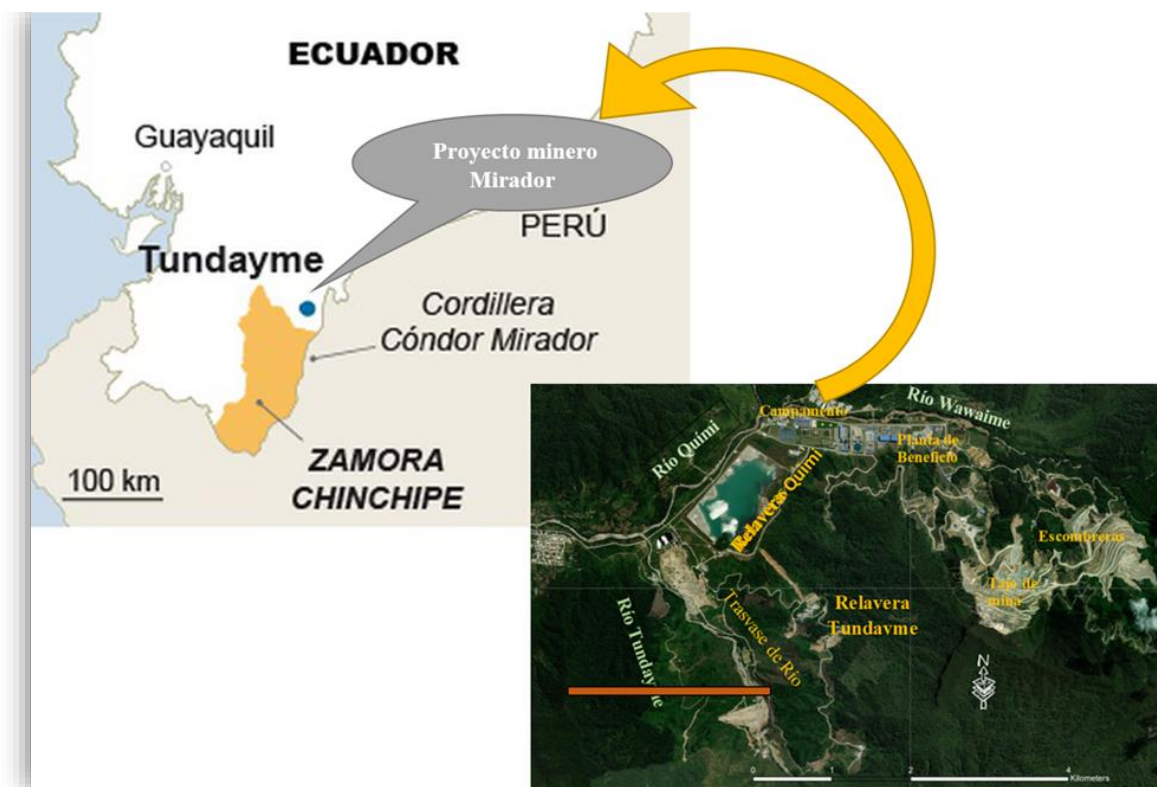 ECUADOR
Guayaquil
Proyecto minero
Mirador
PERÚ
Tundayme
Cordillera
Cóndor Mirador
ZAMORA
CHINCHIPE
100 km
Campamento
Río Wawaime
Río Quími
Planta de
Beneficio
Relaveras Quimi
Escombreras
Tajo de
mina
Relavera
Tundayme
Trasvase de Río
Río Tundayme
N
0 1 2 4
Kilometers